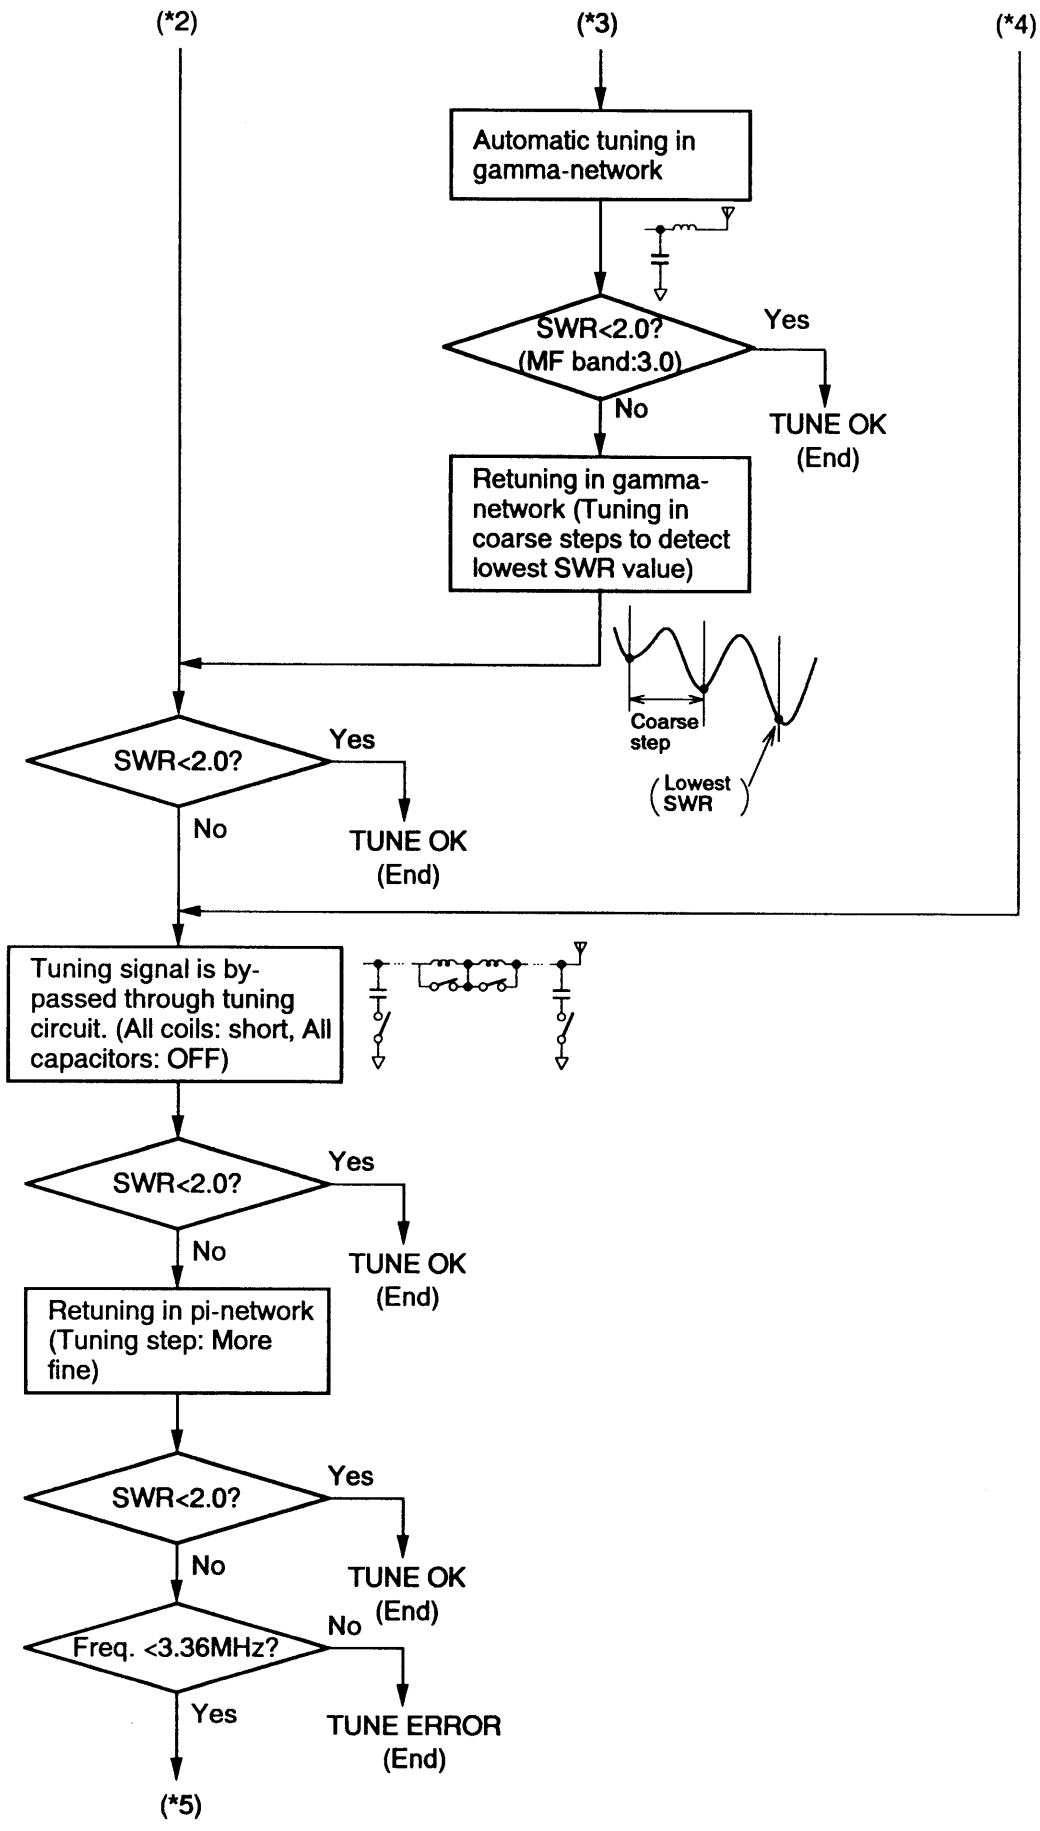 (*2)
(*3)
(*4)
Automatic tuning in
gamma-network
SWR<2.0?
(MF band:3.0)
Yes
No
TUNE OK
(End)
Retuning in gamma-
network (Tuning in
coarse steps to detect
lowest SWR value)
Coarse
step
(Lowest
SWR)
SWR<2.0?
Yes
No
TUNE OK
(End)
Tuning signal is by-
passed through tuning
circuit. (All coils: short, All
capacitors: OFF)
SWR<2.0?
Yes
No
TUNE OK
(End)
Retuning in pi-network
(Tuning step: More
fine)
SWR<2.0?
Yes
No
TUNE OK
(End)
Freq. <3.36MHz?
No
Yes
TUNE ERROR
(End)
(*5)